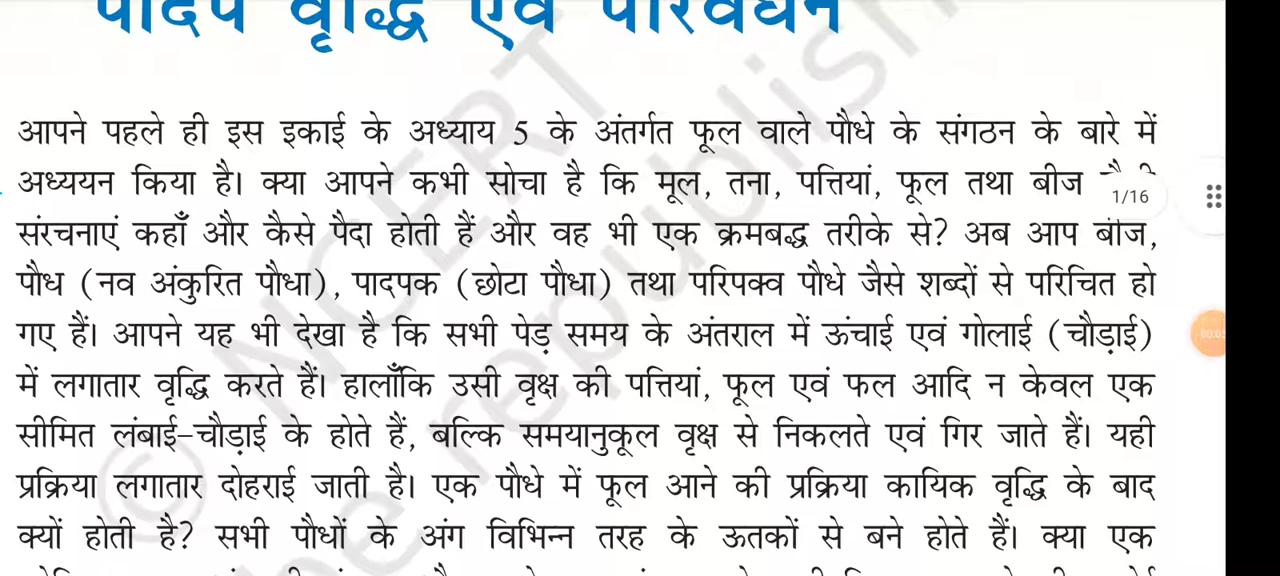 पादप वृद्धि एवं परिवर्धन
आपने पहले ही इस इकाई के अध्याय 5 के अंतर्गत फूल वाले पौधे के संगठन के बारे में
अध्ययन किया है। क्या आपने कभी सोचा है कि मूल, तना, पत्तियां, फूल तथा बीज
1/16
संरचनाएं कहाँ और कैसे पैदा होती हैं और वह भी एक क्रमबद्ध तरीके से? अब आप बीज,
पौध (नव अंकुरित पौधा), पादपक (छोटा पौधा) तथा परिपक्व पौधे जैसे शब्दों से परिचित हो
गए हैं। आपने यह भी देखा है कि सभी पेड़ समय के अंतराल में ऊंचाई एवं गोलाई (चौड़ाई)
में लगातार वृद्धि करते हैं। हालाँकि उसी वृक्ष की पत्तियां, फूल एवं फल आदि न केवल एक
सीमित लंबाई-चौड़ाई के होते हैं, बल्कि समयानुकूल वृक्ष से निकलते एवं गिर जाते हैं। यही
प्रक्रिया लगातार दोहराई जाती है। एक पौधे में फूल आने की प्रक्रिया कायिक वृद्धि के बाद
क्यों होती है? सभी पौधों के अंग विभिन्न तरह के ऊतकों से बने होते हैं। क्या एक
© NCERT
republish